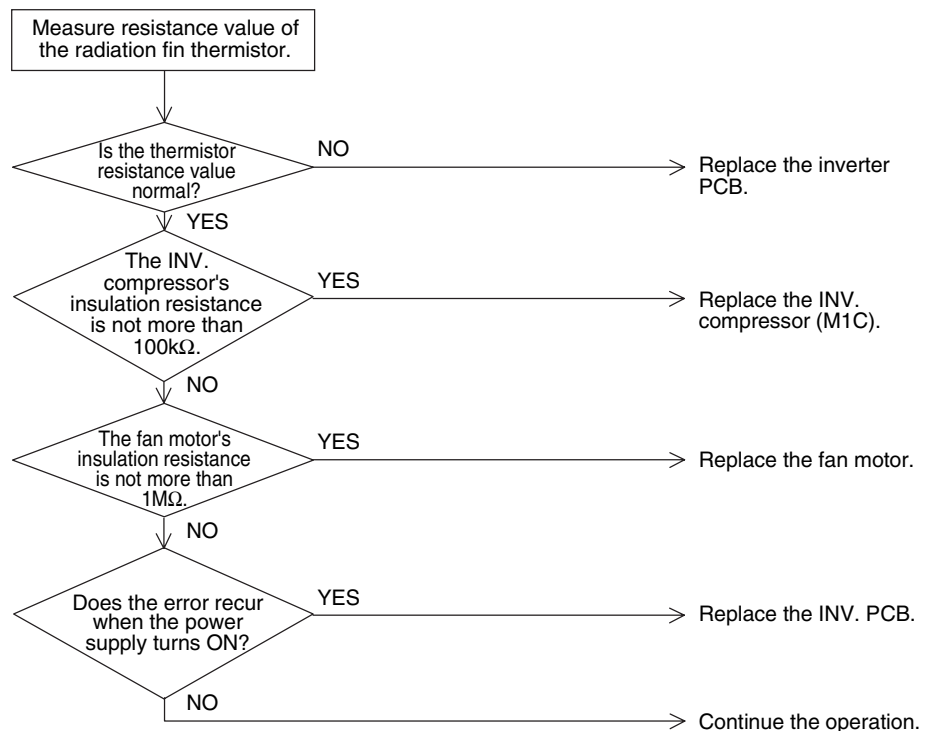 Measure resistance value of
the radiation fin thermistor.
Is the thermistor
resistance value
normal?
NO
Replace the inverter
PCB.
YES
The INV.
compressor's
insulation resistance
is not more than
100kΩ.
YES
Replace the INV.
compressor (M1C).
NO
The fan motor's
insulation resistance
is not more than
1MΩ.
YES
Replace the fan motor.
NO
Does the error recur
when the power
supply turns ON?
YES
Replace the INV. PCB.
NO
Continue the operation.